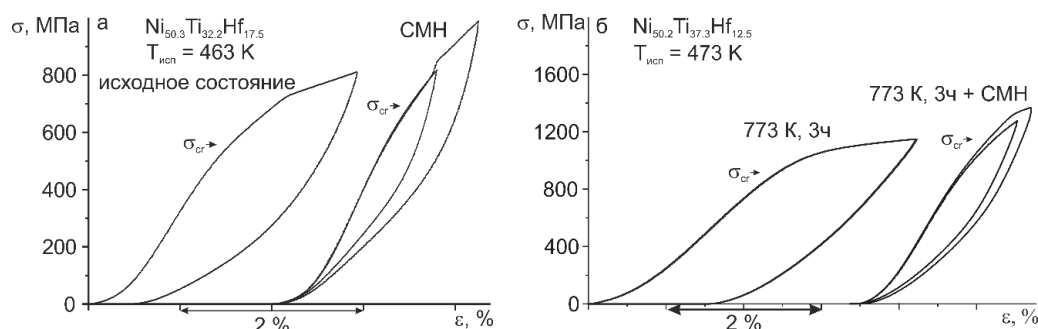 σ, МПа
а
Ni50.3Ti32.2Hf17.5
Tисп = 463 K
исходное состояние
СМН
800
600
400
200
0
σcr
σcr
2 %
ε, %
σ, МПа
б
Ni50.2Ti37.3Hf12.5
Tисп = 473 K
773 К, 3ч + СМН
773 К, 3ч
1600
1200
800
400
0
σcr
σcr
2 %
ε, %